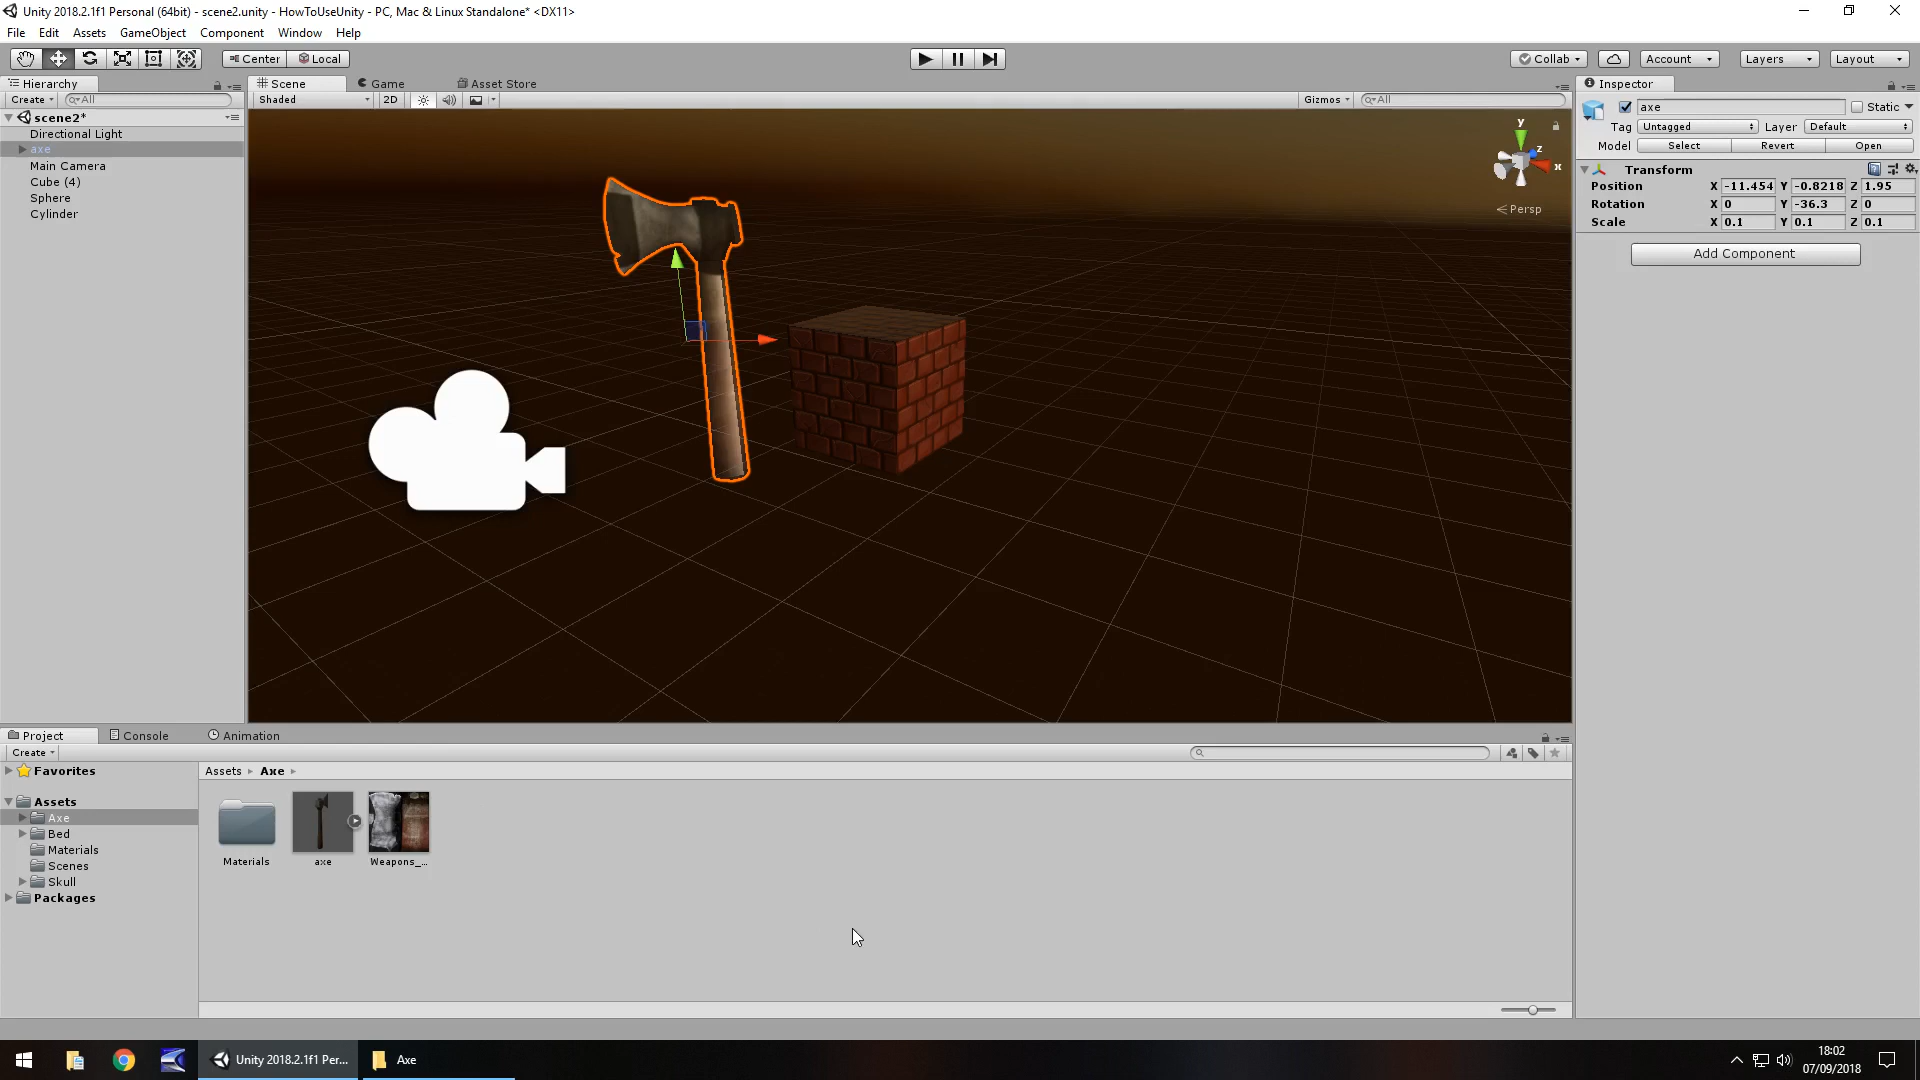 Unity 2018.2.1f1 Personal (64bit) - scene2.unity - HowToUseUnity - PC, Mac & Linux Standalone* <DX11>
File Edit Assets GameObject Component Window Help
Center Local Collab Account Layers Layout
Hierarchy Scene Game Asset Store Inspector
Create All Shaded 2D Gizmos All
scene2*
Directional Light
axe
Main Camera
Cube (4)
Sphere
Cylinder
y
z
x
Persp
axe Static
Tag Untagged Layer Default
Model Select Revert Open
Transform
Position X -11.454 Y -0.8218 Z 1.95
Rotation X 0 Y -36.3 Z 0
Scale X 0.1 Y 0.1 Z 0.1
Add Component
Project Console Animation
Create
Favorites
Assets
Axe
Bed
Materials
Scenes
Skull
Packages
Assets Axe
Materials axe Weapons_...
Unity 2018.2.1f1 Per... Axe
18:02
07/09/2018